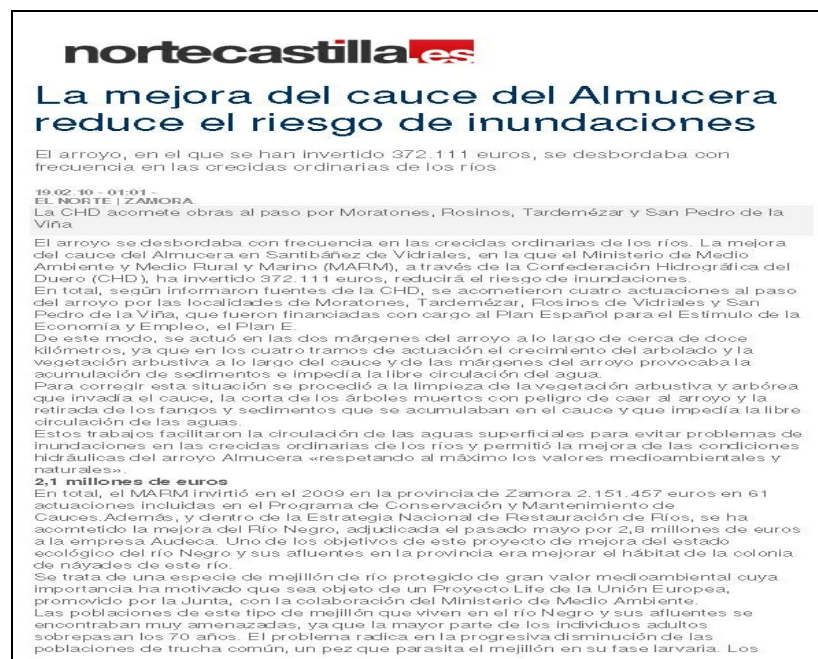 nortecastilla.es
La mejora del cauce del Almucera
reduce el riesgo de inundaciones
El arroyo, en el que se han invertido 372.111 euros, se desbordaba con
frecuencia en las crecidas ordinarias de los ríos
19.02.10 - 01:01 -
EL NORTE | ZAMORA
La CHD acomete obras al paso por Moratones, Rosinos, Tardemézar y San Pedro de la
Viña
El arroyo se desbordaba con frecuencia en las crecidas ordinarias de los ríos. La mejora
del cauce del Almucera en Santibáñez de Vidriales, en la que el Ministerio de Medio
Ambiente y Medio Rural y Marino (MARM), a través de la Confederación Hidrográfica del
Duero (CHD), ha invertido 372.111 euros, reducirá el riesgo de inundaciones.
En total, según informaron fuentes de la CHD, se acometieron cuatro actuaciones al paso
del arroyo por las localidades de Moratones, Tardemézar, Rosinos de Vidriales y San
Pedro de la Viña, que fueron financiadas con cargo al Plan Español para el Estímulo de la
Economía y Empleo, el Plan E.
De este modo, se actuó en las dos márgenes del arroyo a lo largo de cerca de doce
kilómetros, ya que en los cuatro tramos de actuación el crecimiento del arbolado y la
vegetación arbustiva a lo largo del cauce y de las márgenes del arroyo provocaba la
acumulación de sedimentos e impedía la libre circulación del agua.
Para corregir esta situación se procedió a la limpieza de la vegetación arbustiva y arbórea
que invadía el cauce, la corta de los árboles muertos con peligro de caer al arroyo y la
retirada de los fangos y sedimentos que se acumulaban en el cauce y que impedía la libre
circulación de las aguas.
Estos trabajos facilitaron la circulación de las aguas superficiales para evitar problemas de
inundaciones en las crecidas ordinarias de los ríos y permitió la mejora de las condiciones
hidráulicas del arroyo Almucera «respetando al máximo los valores medioambientales y
naturales».
2,1 millones de euros
En total, el MARM invirtió en el 2009 en la provincia de Zamora 2.151.457 euros en 61
actuaciones incluidas en el Programa de Conservación y Mantenimiento de
Cauces.Además, y dentro de la Estrategia Nacional de Restauración de Ríos, se ha
acomtetido la mejora del Río Negro, adjudicada el pasado mayo por 2,8 millones de euros
a la empresa Audeca. Uno de los objetivos de este proyecto de mejora del estado
ecológico del río Negro y sus afluentes en la provincia era mejorar el hábitat de la colonia
de náyades de este río.
Se trata de una especie de mejillón de río protegido de gran valor medioambiental cuya
importancia ha motivado que sea objeto de un Proyecto Life de la Unión Europea,
promovido por la Junta, con la colaboración del Ministerio de Medio Ambiente.
Las poblaciones de este tipo de mejillón que viven en el río Negro y sus afluentes se
encontraban muy amenazadas, ya que la mayor parte de los individuos adultos
sobrepasan los 70 años. El problema radica en la progresiva disminución de las
poblaciones de trucha común, un pez que parasita el mejillón en su fase larvaria. Los